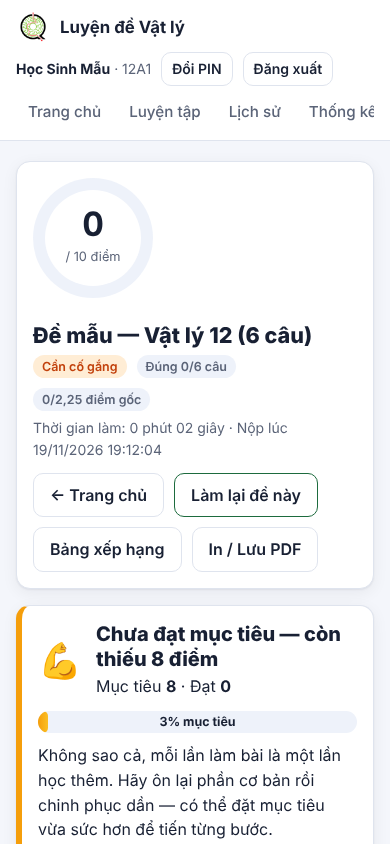 Luyện đề Vật lý
Học Sinh Mẫu · 12A1 Đổi PIN Đăng xuất
Trang chủ Luyện tập Lịch sử Thống kê
0
/ 10 điểm
Đề mẫu — Vật lý 12 (6 câu)
Cần cố gắng Đúng 0/6 câu
0/2,25 điểm gốc
Thời gian làm: 0 phút 02 giây · Nộp lúc
19/11/2026 19:12:04
← Trang chủ Làm lại đề này
Bảng xếp hạng In / Lưu PDF
Chưa đạt mục tiêu — còn
thiếu 8 điểm
Mục tiêu 8 · Đạt 0
3% mục tiêu
Không sao cả, mỗi lần làm bài là một lần
học thêm. Hãy ôn lại phần cơ bản rồi
chinh phục dần — có thể đặt mục tiêu
vừa sức hơn để tiến từng bước.